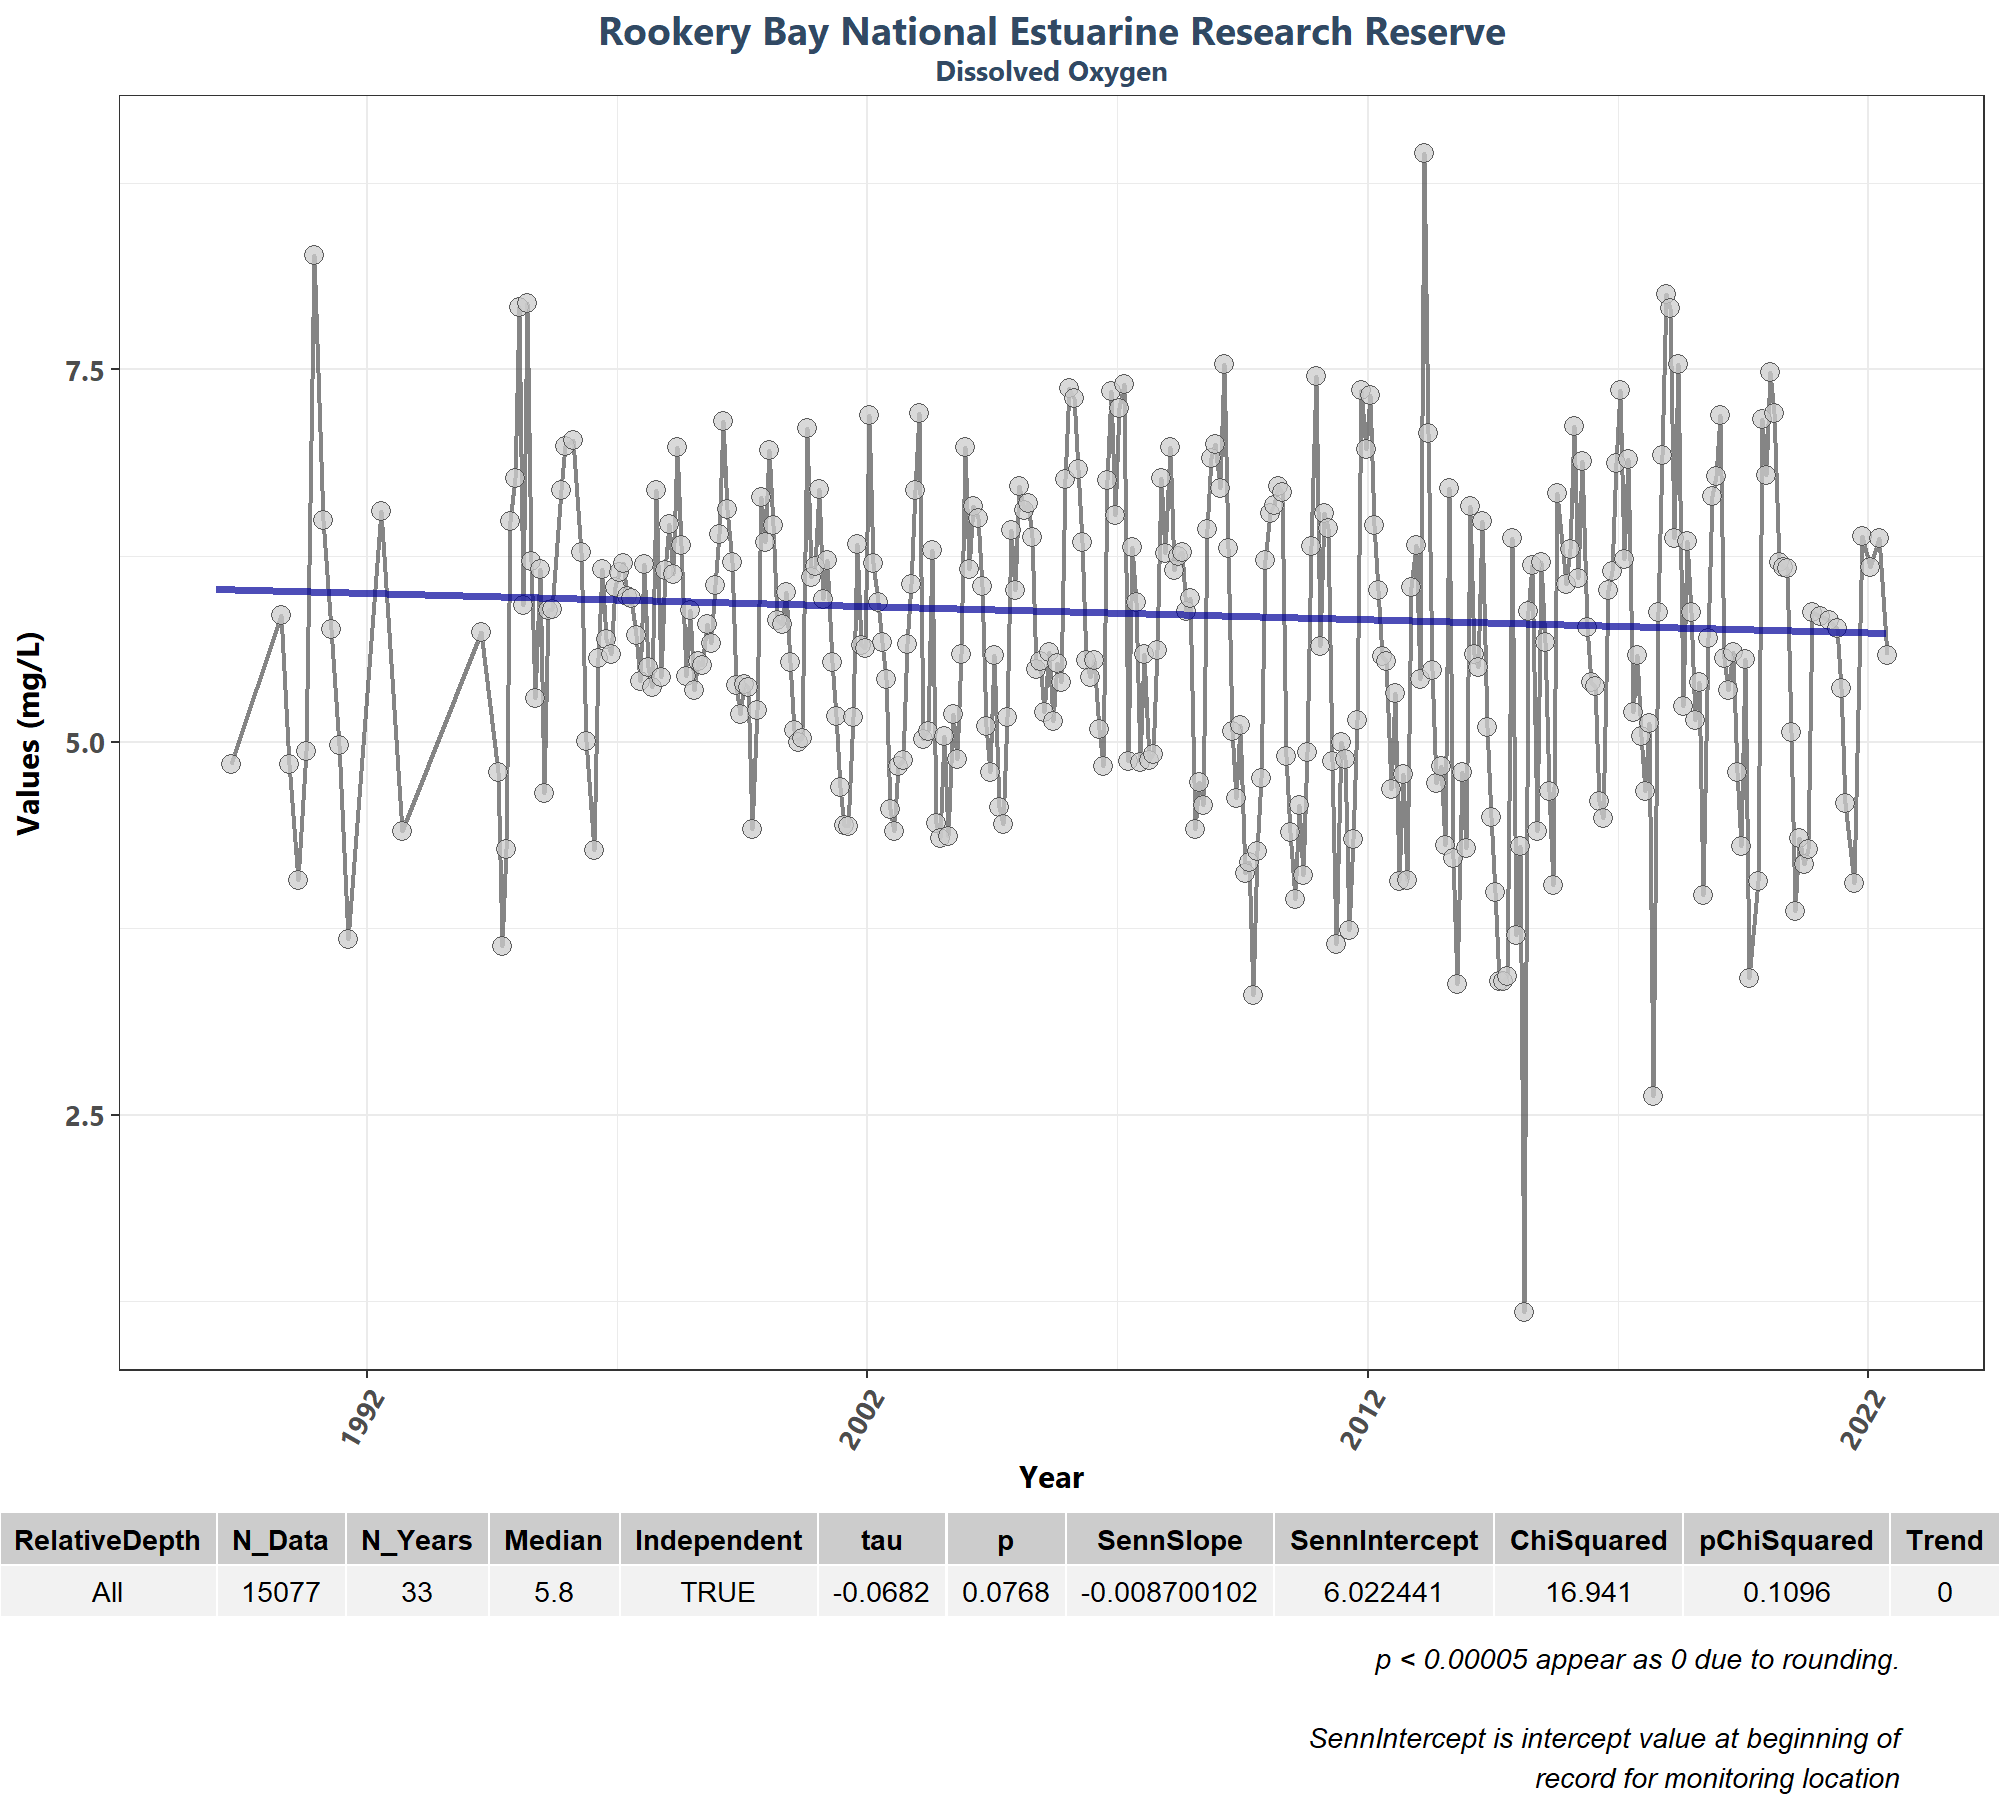 Rookery Bay National Estuarine Research Reserve
Dissolved Oxygen
Values (mg/L)
7.5
5.0
2.5
1992 2002 2012 2022
Year
RelativeDepth N_Data N_Years Median Independent tau p SennSlope SennIntercept ChiSquared pChiSquared Trend
All 15077 33 5.8 TRUE -0.0682 0.0768 -0.008700102 6.022441 16.941 0.1096 0
p < 0.00005 appear as 0 due to rounding.
SennIntercept is intercept value at beginning of
record for monitoring location